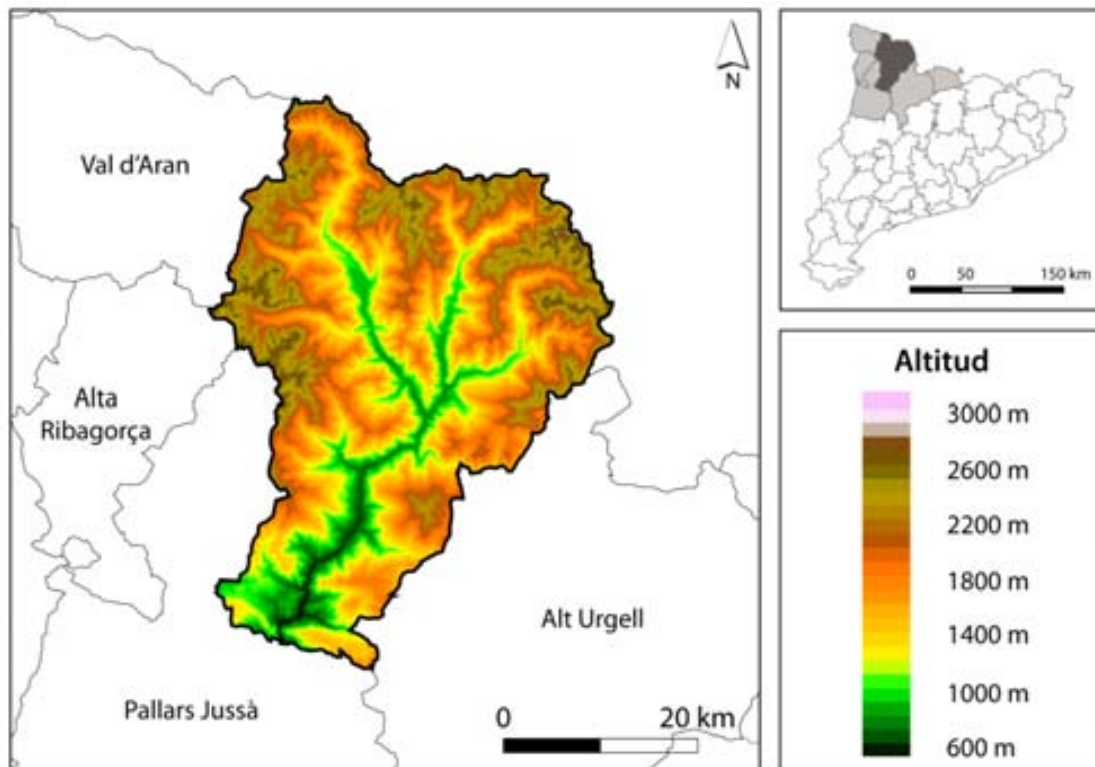 N
Val d'Aran
Alta
Ribagorça
Alt Urgell
Pallars Jussà
0 20 km
0 50 150 km
Altitud
3000 m
2600 m
2200 m
1800 m
1400 m
1000 m
600 m